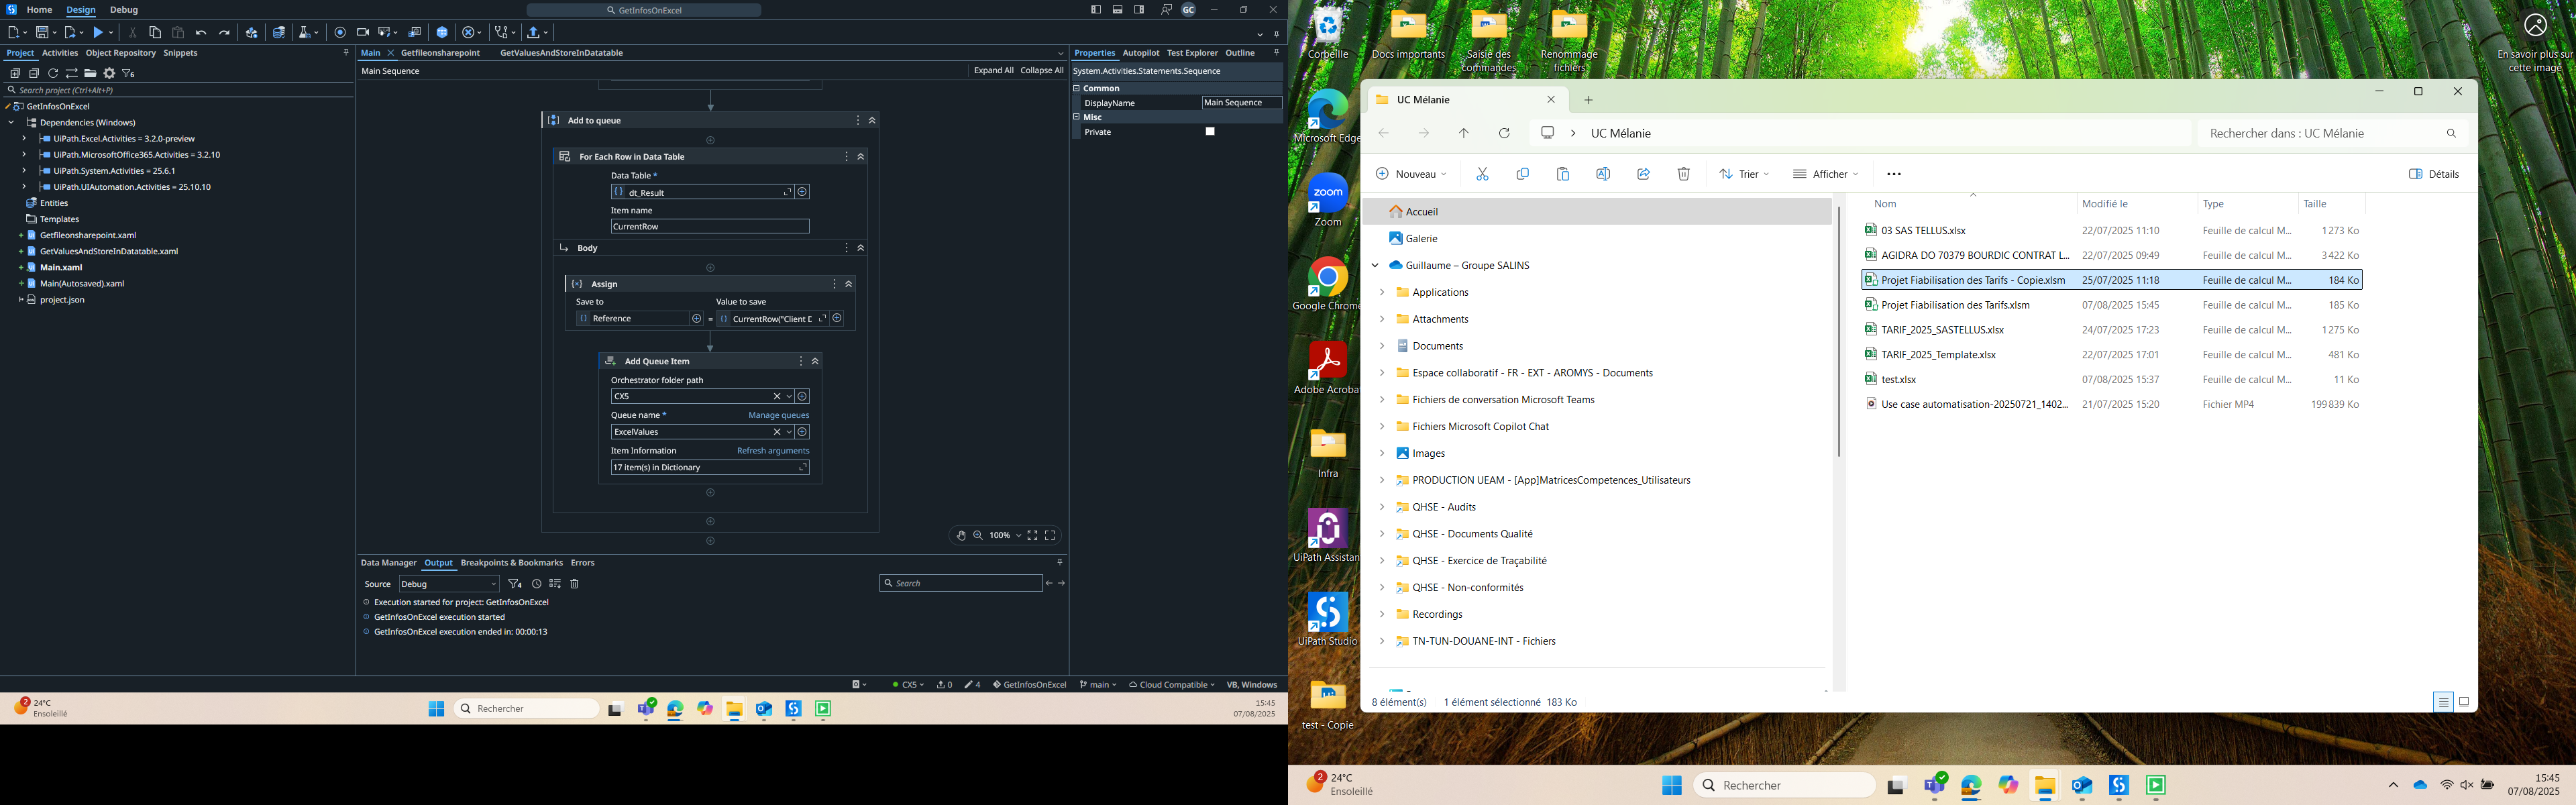 Home Design Debug
GetInfosOnExcel
GC
Project Activities Object Repository Snippets
Search project (Ctrl+Alt+P)
GetInfosOnExcel
Dependencies (Windows)
UiPath.Excel.Activities = 3.2.0-preview
UiPath.MicrosoftOffice365.Activities = 3.2.10
UiPath.System.Activities = 25.6.1
UiPath.UIAutomation.Activities = 25.10.10
Entities
Templates
Getfileonsharepoint.xaml
GetValuesAndStoreInDatatable.xaml
Main.xaml
Main(Autosaved).xaml
project.json
Main Getfileonsharepoint GetValuesAndStoreInDatatable
Main Sequence Expand All Collapse All
Add to queue
For Each Row in Data Table
Data Table *
dt_Result
Item name
CurrentRow
Body
Assign
Save to Value to save
Reference = CurrentRow("Client D
Add Queue Item
Orchestrator folder path
CX5
Queue name * Manage queues
ExcelValues
Item Information Refresh arguments
17 item(s) in Dictionary
100%
Data Manager Output Breakpoints & Bookmarks Errors
Source Debug
Search
Execution started for project: GetInfosOnExcel
GetInfosOnExcel execution started
GetInfosOnExcel execution ended in: 00:00:13
Properties Autopilot Test Explorer Outline
System.Activities.Statements.Sequence
Common
DisplayName Main Sequence
Misc
Private
CX5 0 4 GetInfosOnExcel main Cloud Compatible VB, Windows
2
24°C
Ensoleillé
Rechercher
15:45
07/08/2025
Corbeille
Docs importants
Saisie des commandes
Renommage fichiers
En savoir plus sur cette image
Microsoft Edge
zoom
Zoom
Google Chrome
Adobe Acrobat
Infra
UiPath Assistan
UiPath Studio
test - Copie
UC Mélanie
UC Mélanie
Rechercher dans : UC Mélanie
Nouveau Trier Afficher Détails
Accueil
Galerie
Guillaume – Groupe SALINS
Applications
Attachments
Documents
Espace collaboratif - FR - EXT - AROMYS - Documents
Fichiers de conversation Microsoft Teams
Fichiers Microsoft Copilot Chat
Images
PRODUCTION UEAM - [App]MatricesCompetences_Utilisateurs
QHSE - Audits
QHSE - Documents Qualité
QHSE - Exercice de Traçabilité
QHSE - Non-conformités
Recordings
TN-TUN-DOUANE-INT - Fichiers
Nom Modifié le Type Taille
03 SAS TELLUS.xlsx 22/07/2025 11:10 Feuille de calcul M... 1 273 Ko
AGIDRA DO 70379 BOURDIC CONTRAT L... 22/07/2025 09:49 Feuille de calcul M... 3 422 Ko
Projet Fiabilisation des Tarifs - Copie.xlsm 25/07/2025 11:18 Feuille de calcul M... 184 Ko
Projet Fiabilisation des Tarifs.xlsm 07/08/2025 15:45 Feuille de calcul M... 185 Ko
TARIF_2025_SASTELLUS.xlsx 24/07/2025 17:23 Feuille de calcul M... 1 275 Ko
TARIF_2025_Template.xlsx 22/07/2025 17:01 Feuille de calcul M... 481 Ko
test.xlsx 07/08/2025 15:37 Feuille de calcul M... 11 Ko
Use case automatisation-20250721_1402... 21/07/2025 15:20 Fichier MP4 199 839 Ko
8 élément(s) 1 élément sélectionné 183 Ko
2
24°C
Ensoleillé
Rechercher
15:45
07/08/2025